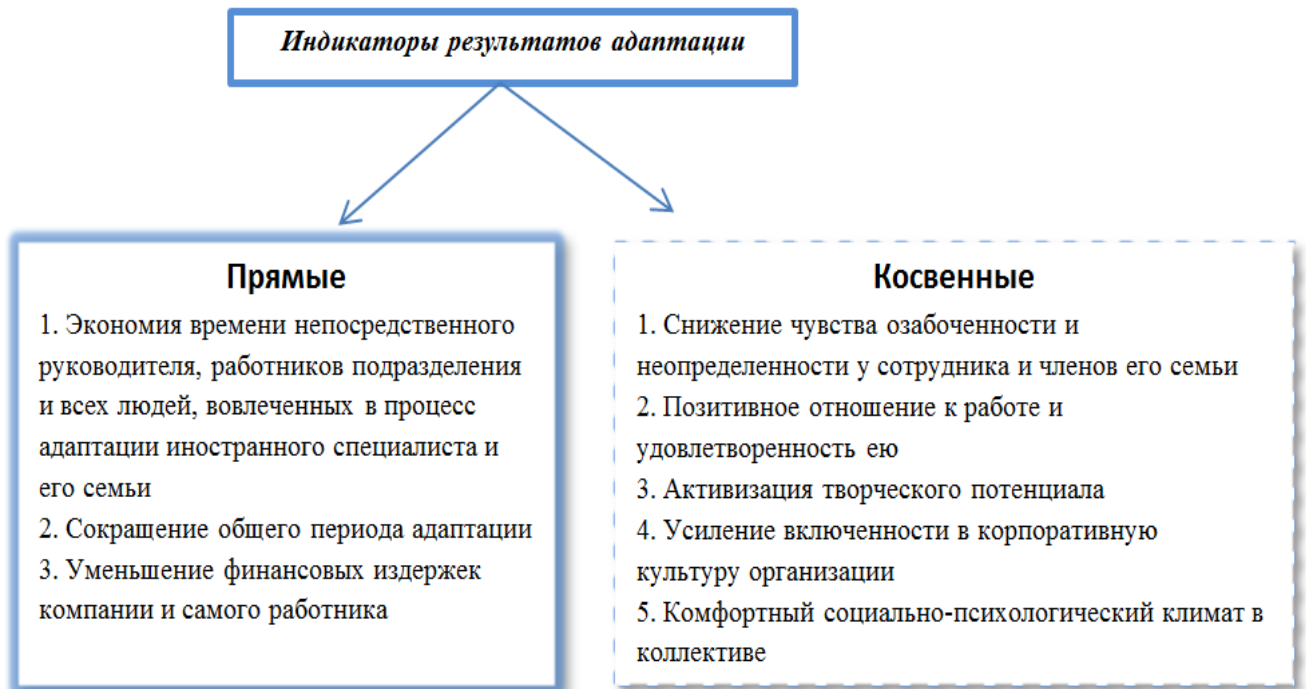 Индикаторы результатов адаптации
Прямые
1. Экономия времени непосредственного
руководителя, работников подразделения
и всех людей, вовлеченных в процесс
адаптации иностранного специалиста и
его семьи
2. Сокращение общего периода адаптации
3. Уменьшение финансовых издержек
компании и самого работника
Косвенные
1. Снижение чувства озабоченности и
неопределенности у сотрудника и членов его семьи
2. Позитивное отношение к работе и
удовлетворенность ею
3. Активизация творческого потенциала
4. Усиление включенности в корпоративную
культуру организации
5. Комфортный социально-психологический климат в
коллективе